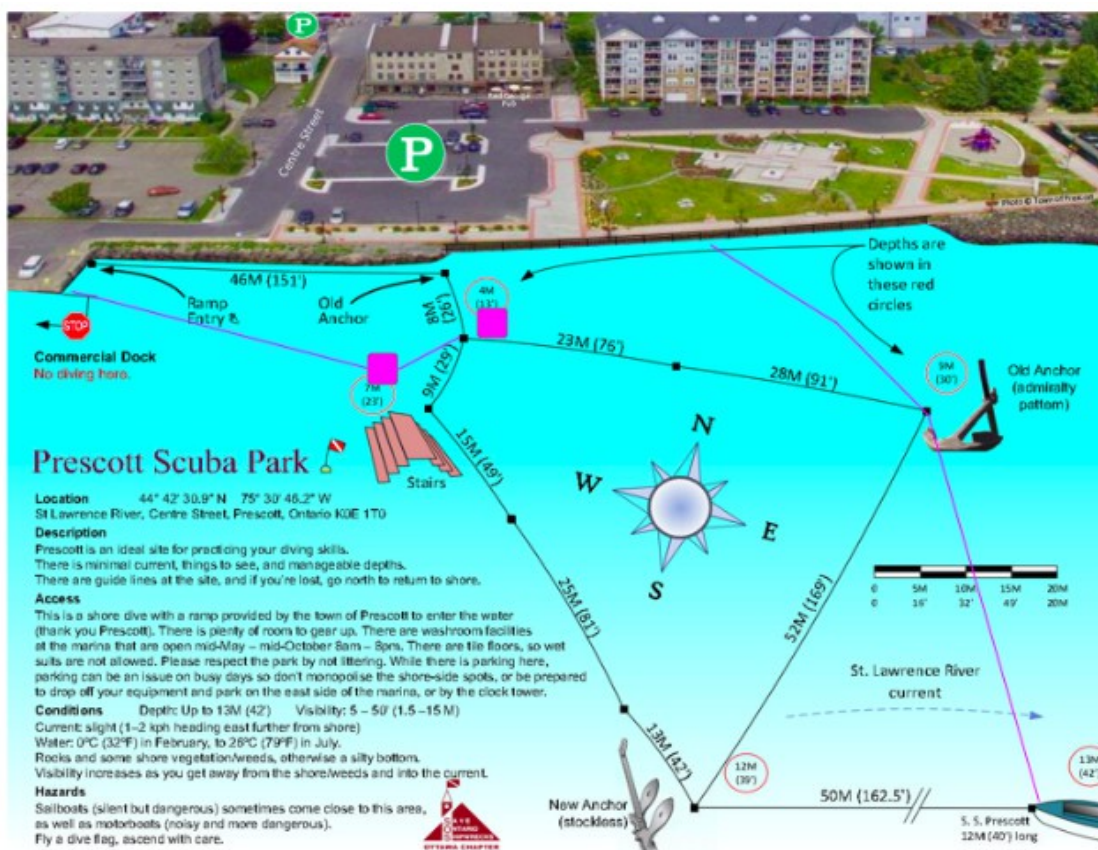 P
P
Red George
Pub
Centre Street
Photo © Town of Prescott
46M (151')
Ramp
Entry
Old
Anchor
8M (26')
4M
(13')
Depths are
shown in
these red
circles
STOP
Commercial Dock
No diving here.
7M
(23')
9M (29')
23M (76')
28M (91')
9M
(30')
Old Anchor
(admiralty
pattern)
Stairs
15M (49')
N
W
E
S
Prescott Scuba Park
Location 44° 42' 30.9" N 75° 30' 46.2" W
St Lawrence River, Centre Street, Prescott, Ontario K0E 1T0
Description
Prescott is an ideal site for practicing your diving skills.
There is minimal current, things to see, and manageable depths.
There are guide lines at the site, and if you're lost, go north to return to shore.
Access
This is a shore dive with a ramp provided by the town of Prescott to enter the water
(thank you Prescott). There is plenty of room to gear up. There are washroom facilities
at the marina that are open mid-May – mid-October 8am – 8pm. There are tile floors, so wet
suits are not allowed. Please respect the park by not littering. While there is parking here,
parking can be an issue on busy days so don't monopolise the shore-side spots, or be prepared
to drop off your equipment and park on the east side of the marina, or by the clock tower.
Conditions Depth: Up to 13M (42') Visibility: 5 – 50' (1.5 –15 M)
Current: slight (1–2 kph heading east further from shore)
Water: 0°C (32°F) in February, to 26°C (79°F) in July.
Rocks and some shore vegetation/weeds, otherwise a silty bottom.
Visibility increases as you get away from the shore/weeds and into the current.
Hazards
Sailboats (silent but dangerous) sometimes come close to this area,
as well as motorboats (noisy and more dangerous).
Fly a dive flag, ascend with care.
SAVE
ONTARIO
SHIPWRECKS
OTTAWA CHAPTER
25M (81')
52M (169')
5M 10M 15M 20M
0 16' 32' 49' 20M
St. Lawrence River
current
13M (42')
New Anchor
(stockless)
12M
(39')
50M (162.5')
13M
(42'
S. S. Prescott
12M (40') long